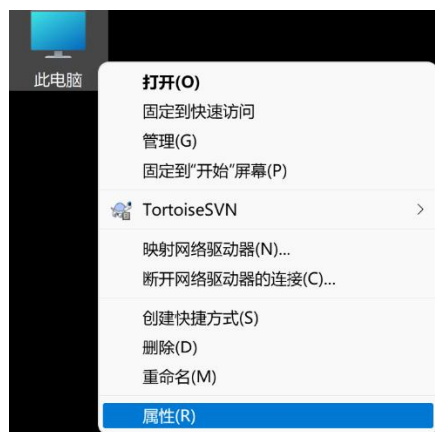 此电脑
打开(O)
固定到快速访问
管理(G)
固定到"开始"屏幕(P)
TortoiseSVN
映射网络驱动器(N)...
断开网络驱动器的连接(C)...
创建快捷方式(S)
删除(D)
重命名(M)
属性(R)